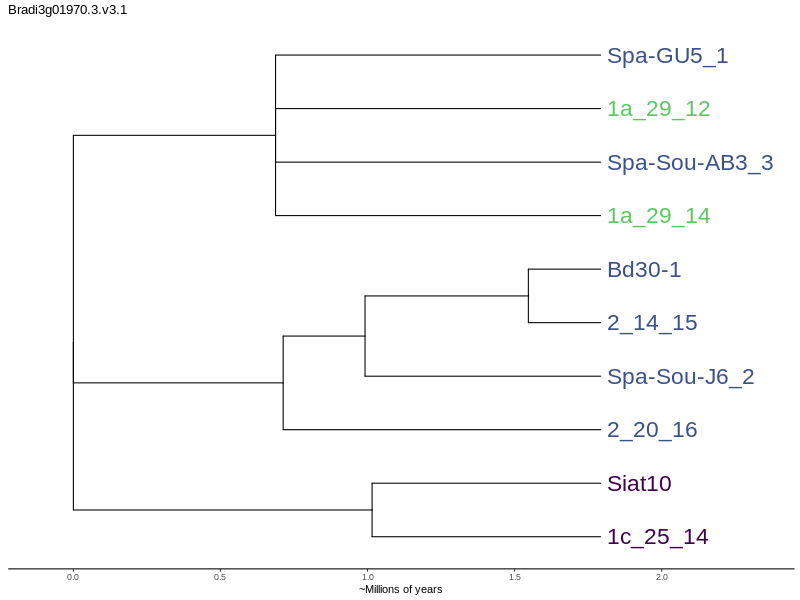 Bradi3g01970.3.v3.1
Spa-GU5_1
1a_29_12
Spa-Sou-AB3_3
1a_29_14
Bd30-1
2_14_15
Spa-Sou-J6_2
2_20_16
Siat10
1c_25_14
0.0 0.5 1.0 1.5 2.0
~Millions of years